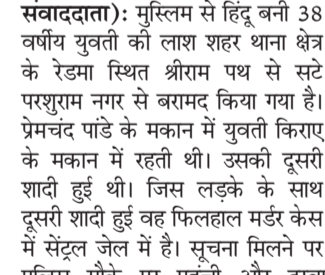 संवाददाता): मुस्लिम से हिंदू बनी 38
वर्षीय युवती की लाश शहर थाना क्षेत्र
के रेडमा स्थित श्रीराम पथ से सटे
परशुराम नगर से बरामद किया गया है।
प्रेमचंद पांडे के मकान में युवती किराए
के मकान में रहती थी। उसकी दूसरी
शादी हुई थी। जिस लड़के के साथ
दूसरी शादी हुई वह फिलहाल मर्डर केस
में सेंट्रल जेल में है। सूचना मिलने पर